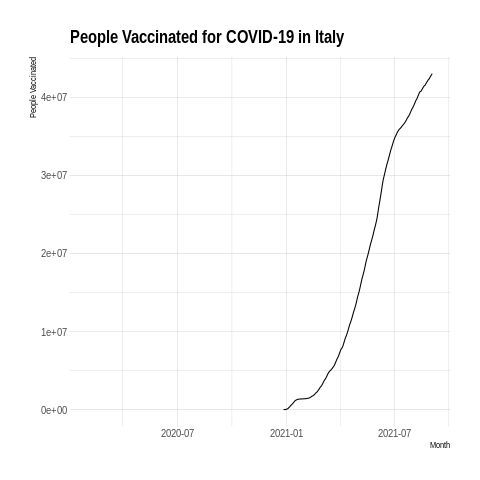 People Vaccinated for COVID-19 in Italy
People Vaccinated
4e+07
3e+07
2e+07
1e+07
0e+00
2020-07
2021-01
2021-07
Month